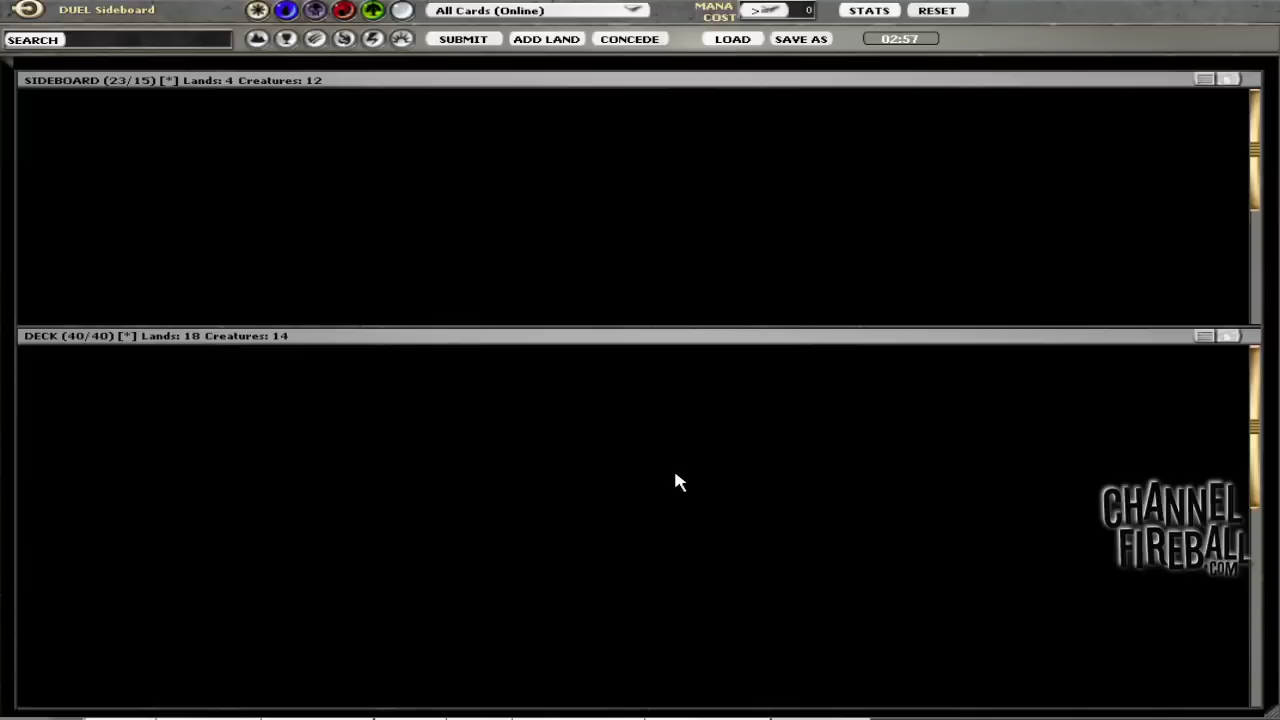 DUEL Sideboard
All Cards (Online)
MANA COST
> 0
STATS
RESET
SEARCH
SUBMIT
ADD LAND
CONCEDE
LOAD
SAVE AS
02:57
SIDEBOARD (23/15) [*] Lands: 4 Creatures: 12
DECK (40/40) [*] Lands: 18 Creatures: 14
CHANNEL
FIREBALL
.COM